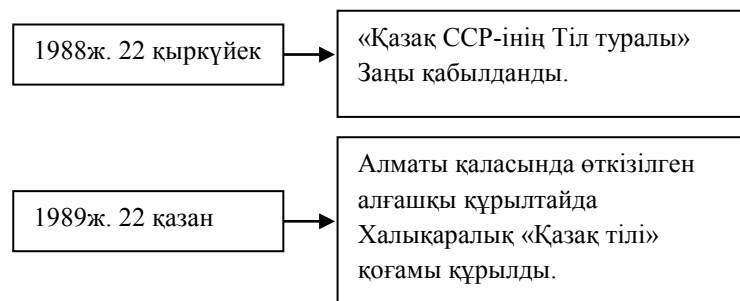 1988ж. 22 қыркүйек
«Қазақ ССР-інің Тіл туралы»
Заңы қабылданды.
1989ж. 22 қазан
Алматы қаласында өткізілген
алғашқы құрылтайда
Халықаралық «Қазақ тілі»
қоғамы құрылды.